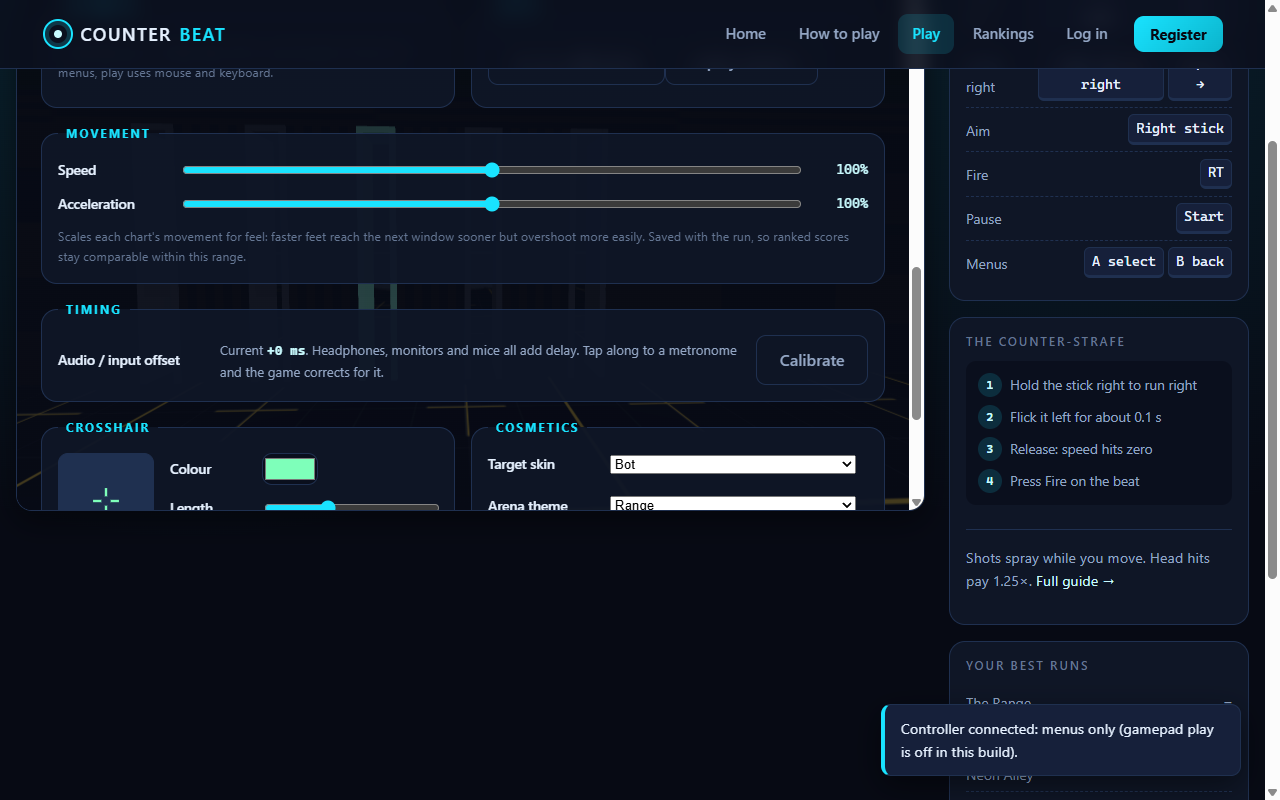 COUNTER BEAT
Home
How to play
Play
Rankings
Log in
Register
menus, play uses mouse and keyboard.
MOVEMENT
Speed
100%
Acceleration
100%
Scales each chart's movement for feel: faster feet reach the next window sooner but overshoot more easily. Saved with the run, so ranked scores
stay comparable within this range.
TIMING
Audio / input offset
Current +0 ms. Headphones, monitors and mice all add delay. Tap along to a metronome
and the game corrects for it.
Calibrate
CROSSHAIR
Colour
Length
COSMETICS
Target skin
Bot
Arena theme
Range
right
right
→
Aim
Right stick
Fire
RT
Pause
Start
Menus
A select
B back
THE COUNTER-STRAFE
1 Hold the stick right to run right
2 Flick it left for about 0.1 s
3 Release: speed hits zero
4 Press Fire on the beat
Shots spray while you move. Head hits
pay 1.25×. Full guide →
YOUR BEST RUNS
The Range
–
Controller connected: menus only (gamepad play
is off in this build).
Neon Alley